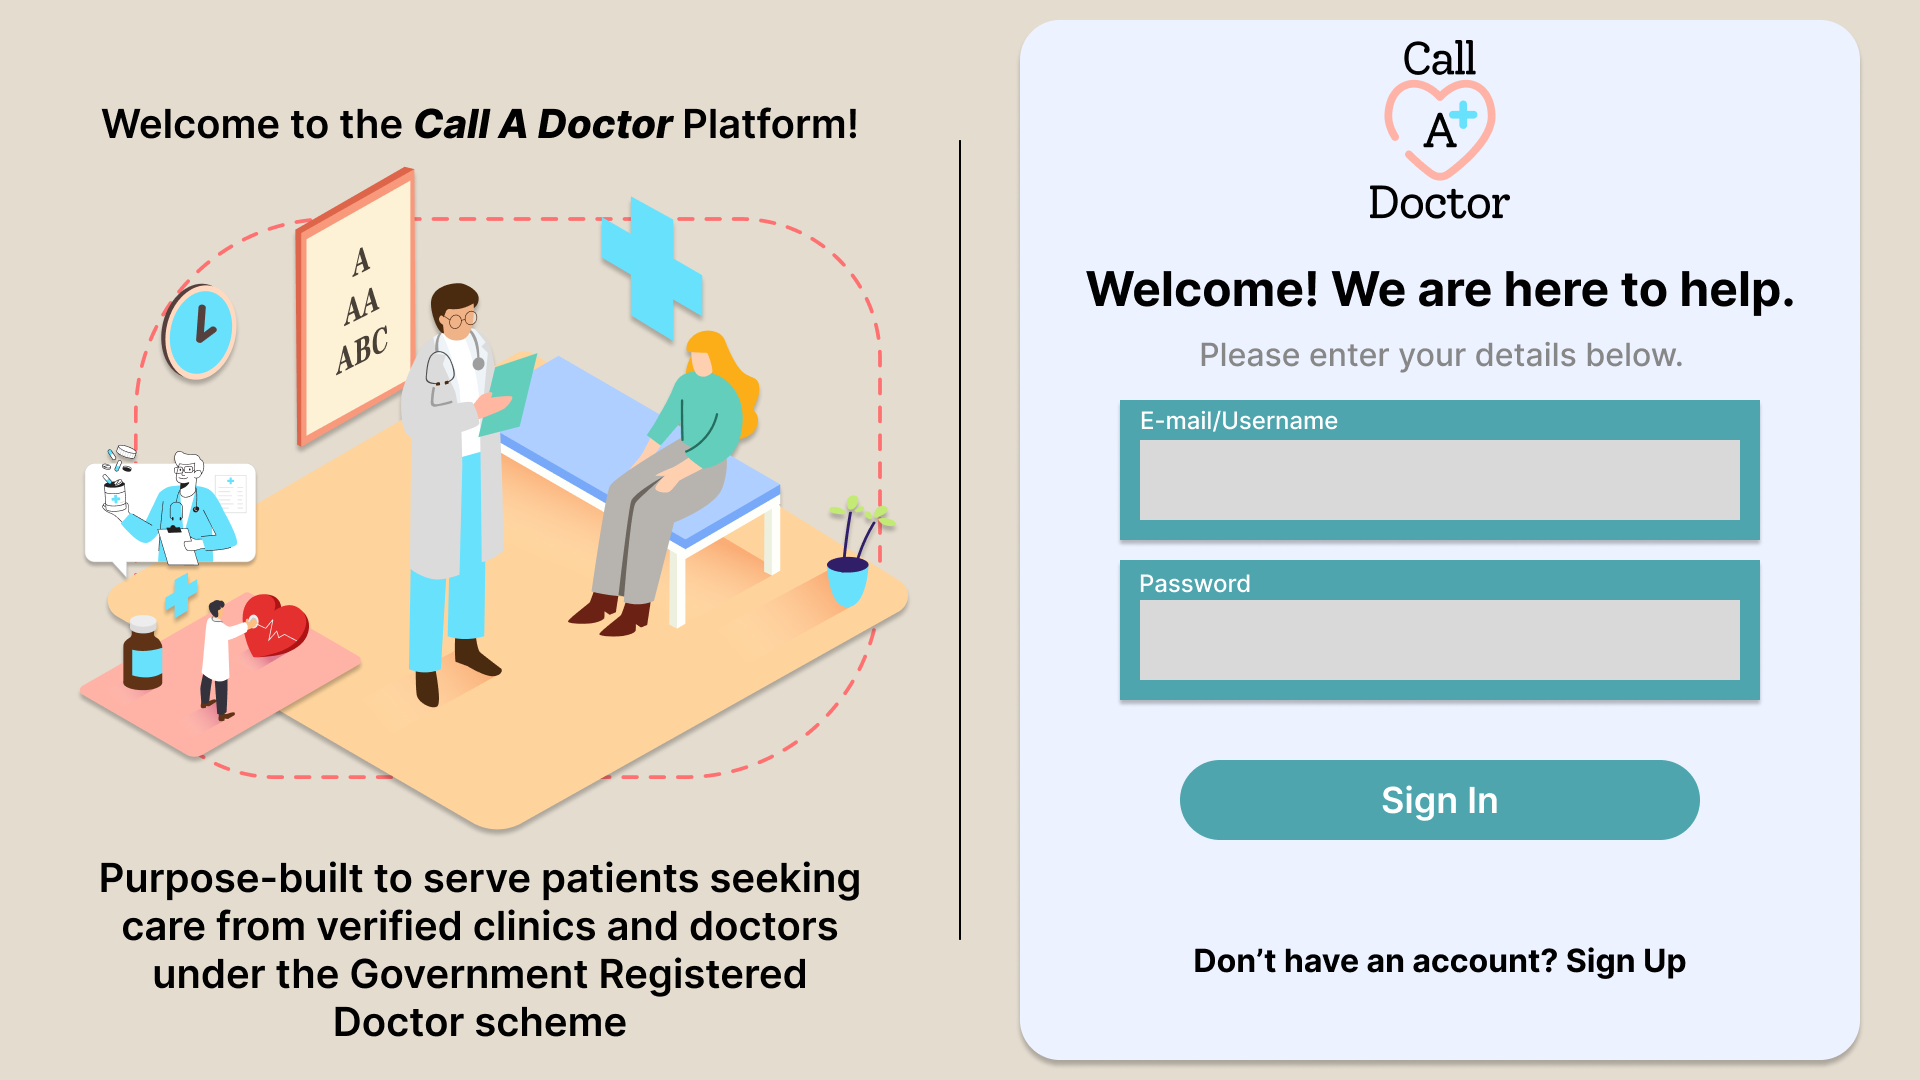 Welcome to the Call A Doctor Platform!
A
AA
ABC
Purpose-built to serve patients seeking
care from verified clinics and doctors
under the Government Registered
Doctor scheme
Call
A
Doctor
Welcome! We are here to help.
Please enter your details below.
E-mail/Username
Password
Sign In
Don’t have an account? Sign Up